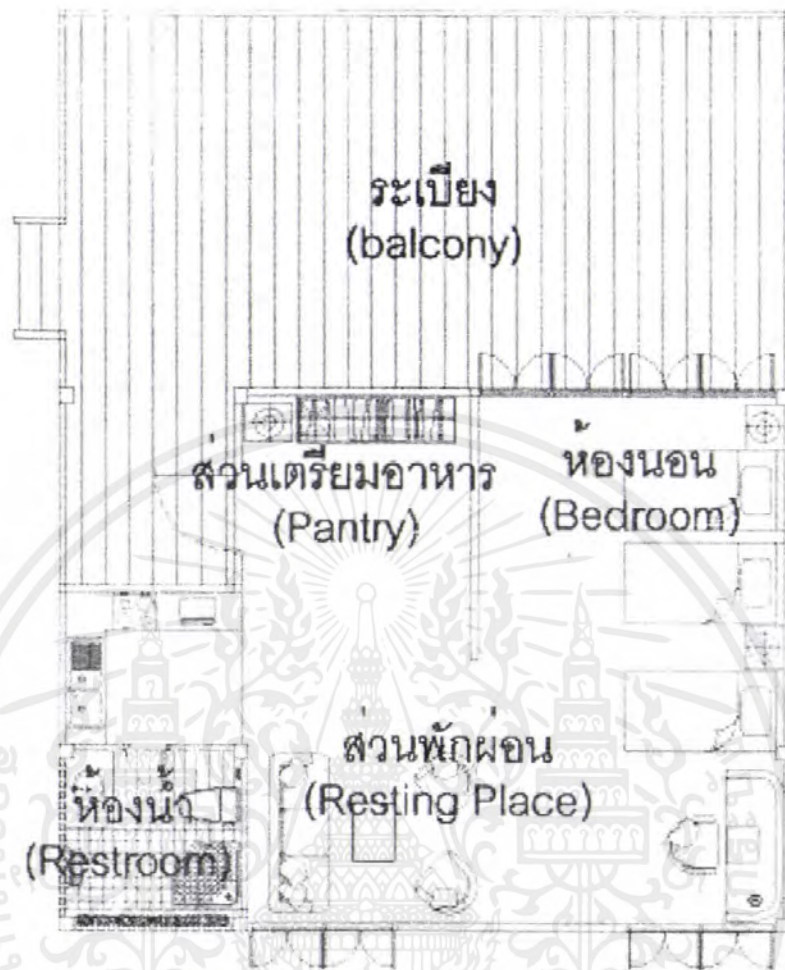 ระเบียง
(balcony)
ส่วนเตรียมอาหาร
(Pantry)
ห้องนอน
(Bedroom)
ส่วนพักผ่อน
(Resting Place)
ห้องน้ำ
(Restroom)